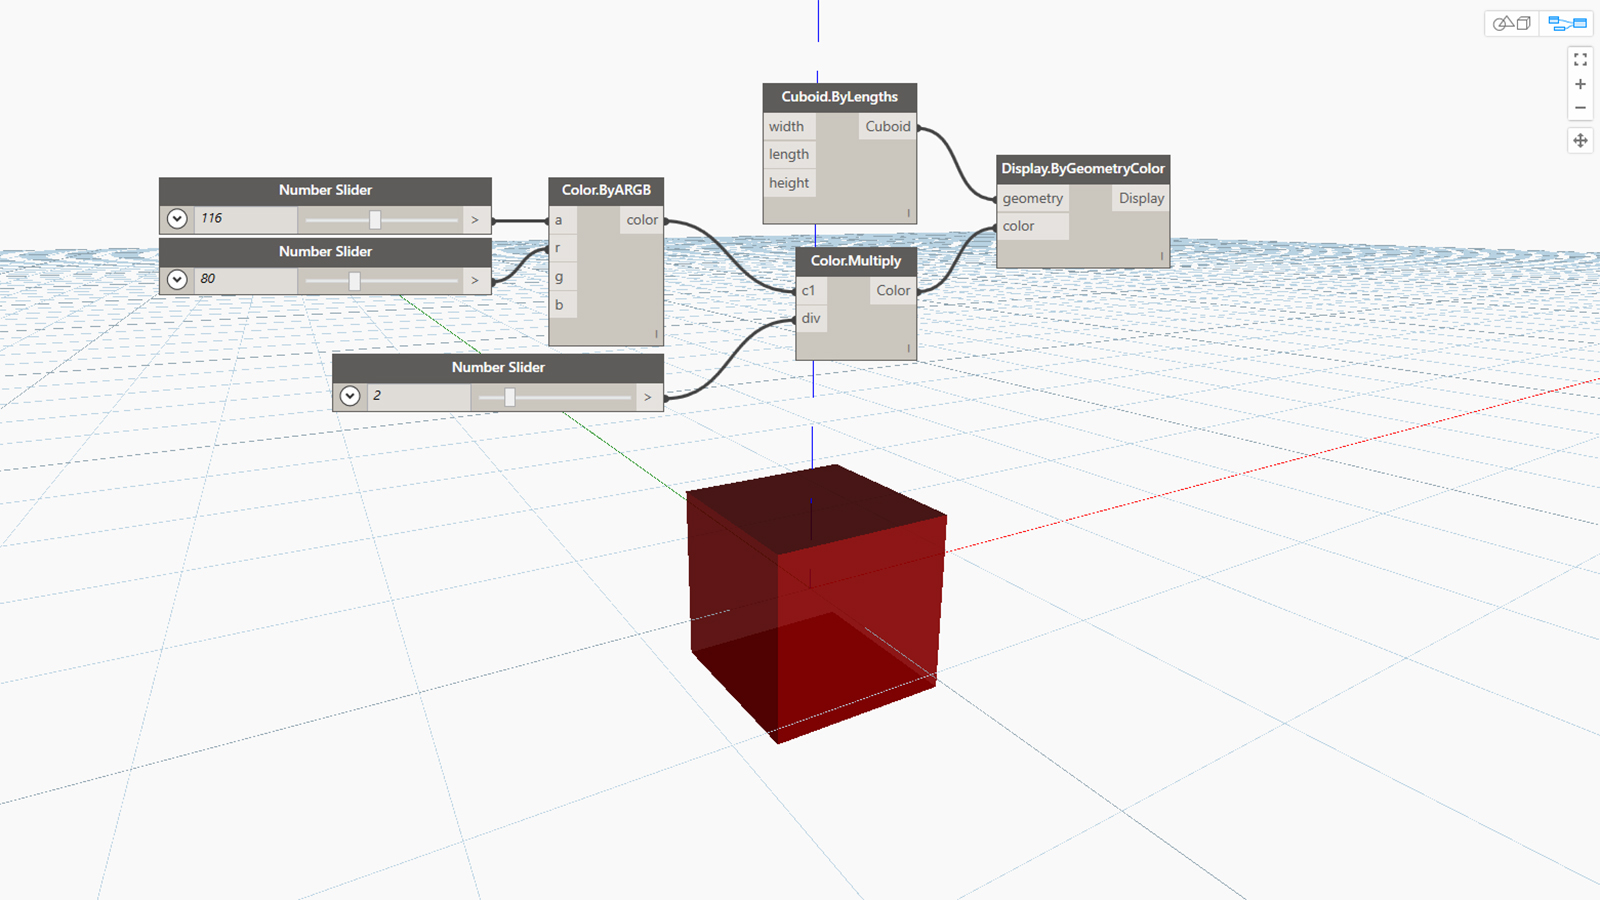 Cuboid.ByLengths
width
Cuboid
length
height
Display.ByGeometryColor
geometry
Display
color
Number Slider
116
>
Number Slider
80
>
Color.ByARGB
a
color
r
g
b
Color.Multiply
c1
Color
div
Number Slider
2
>